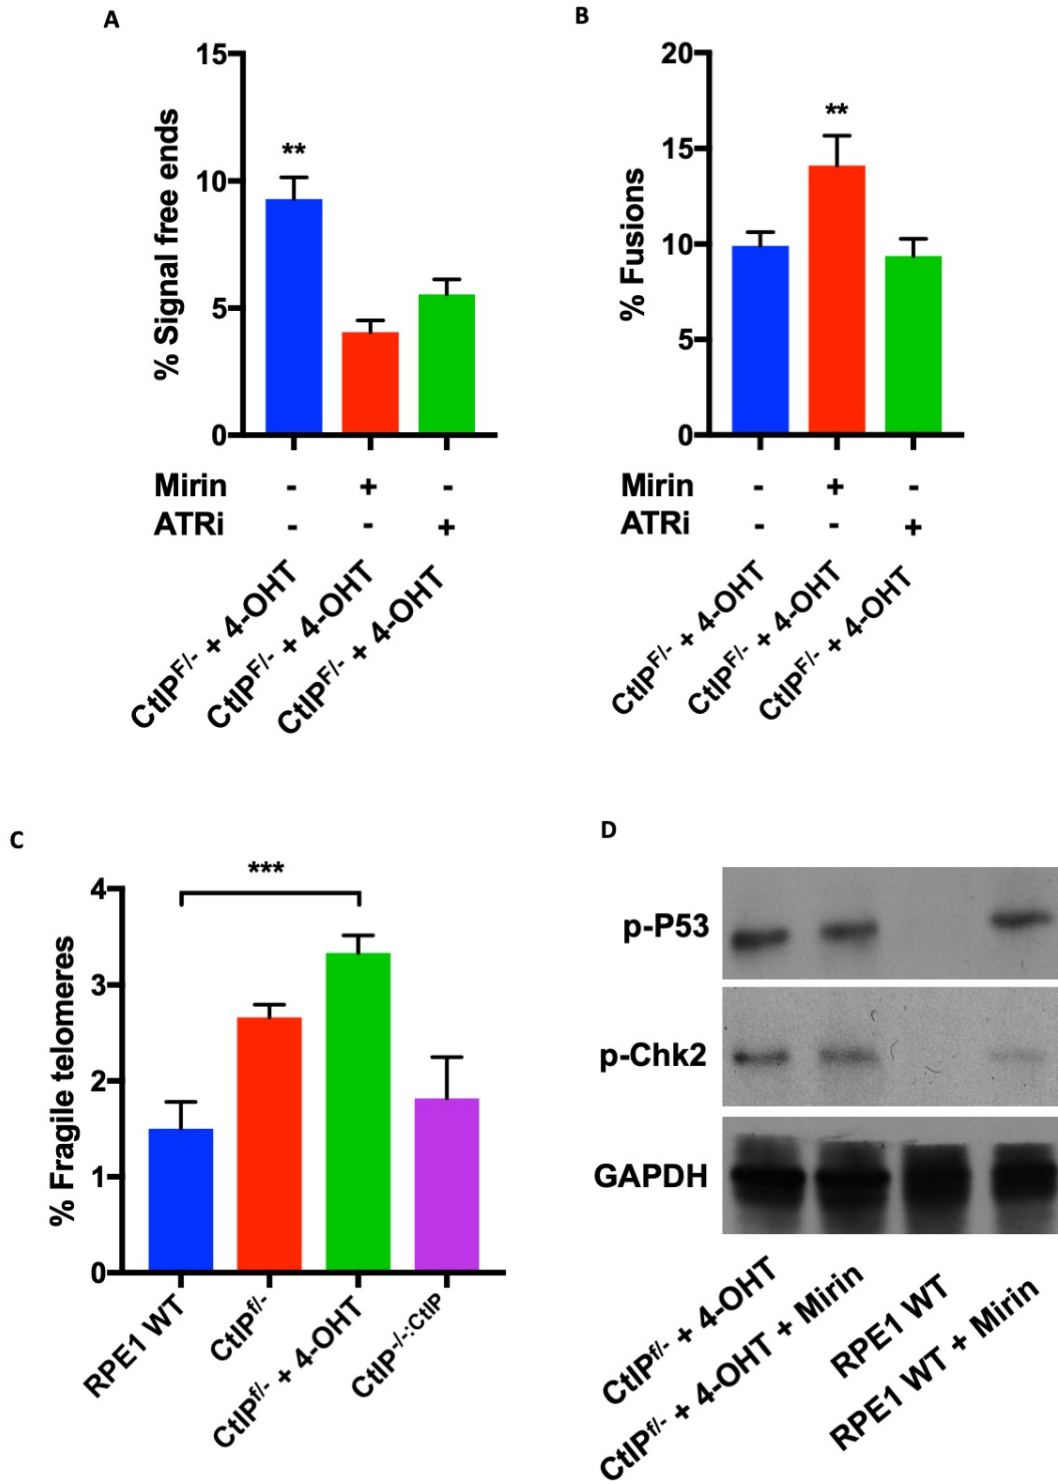 A
15
10
5
0
% Signal free ends
**
Mirin - + -
ATRi - - +
CtIPF/- + 4-OHT
CtIPF/- + 4-OHT
CtIPF/- + 4-OHT
B
20
15
10
5
0
% Fusions
**
Mirin - + -
ATRi - - +
CtIPF/- + 4-OHT
CtIPF/- + 4-OHT
CtIPF/- + 4-OHT
C
***
4
3
2
1
0
% Fragile telomeres
RPE1 WT
CtIPf/-
CtIPf/- + 4-OHT
CtIP-/-:CtIP
D
p-P53
p-Chk2
GAPDH
CtIPf/- + 4-OHT
CtIPf/- + 4-OHT + Mirin
RPE1 WT
RPE1 WT + Mirin